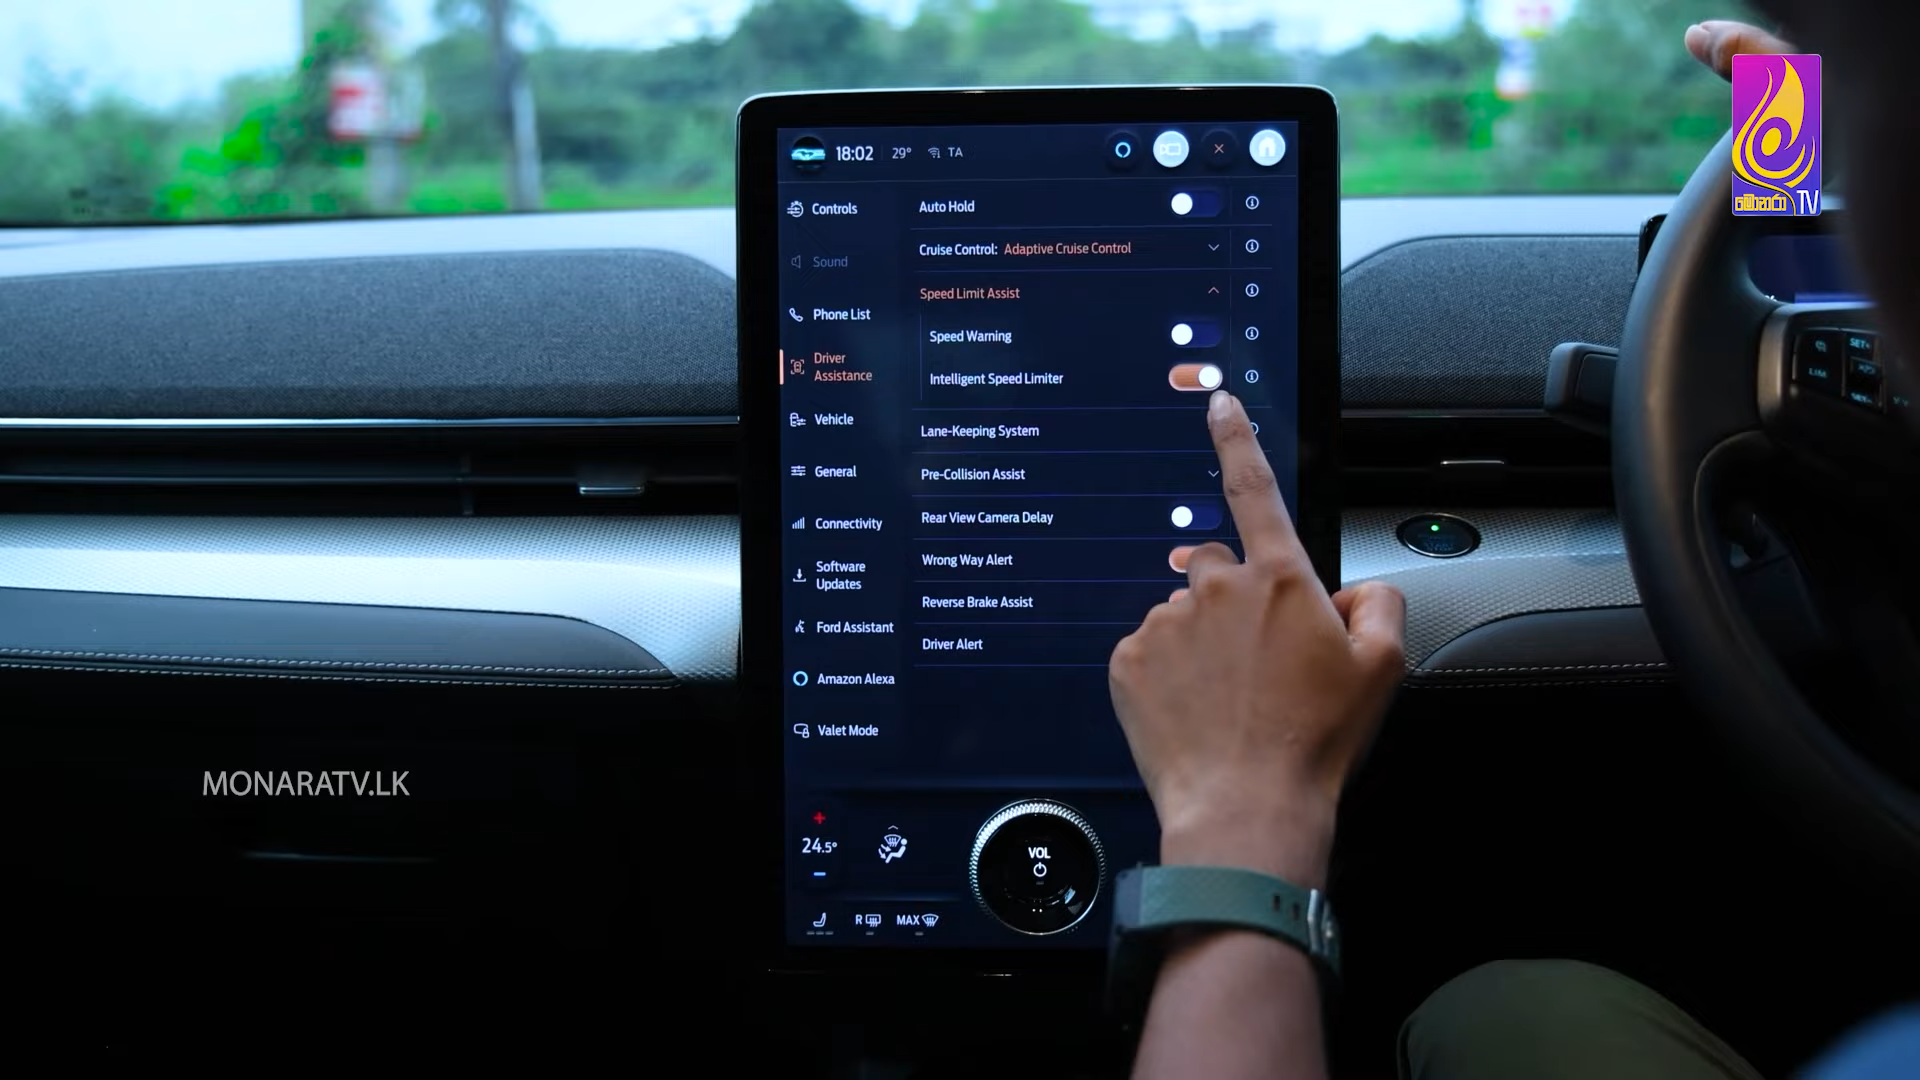 18:02 29° TA
Controls
Sound
Phone List
Driver
Assistance
Vehicle
General
Connectivity
Software
Updates
Ford Assistant
Amazon Alexa
Valet Mode
Auto Hold
Cruise Control: Adaptive Cruise Control
Speed Limit Assist
Speed Warning
Intelligent Speed Limiter
Lane-Keeping System
Pre-Collision Assist
Rear View Camera Delay
Wrong Way Alert
Reverse Brake Assist
Driver Alert
24.5°
VOL
R
MAX
මොනරා TV
SET+
LIM
MONARATV.LK